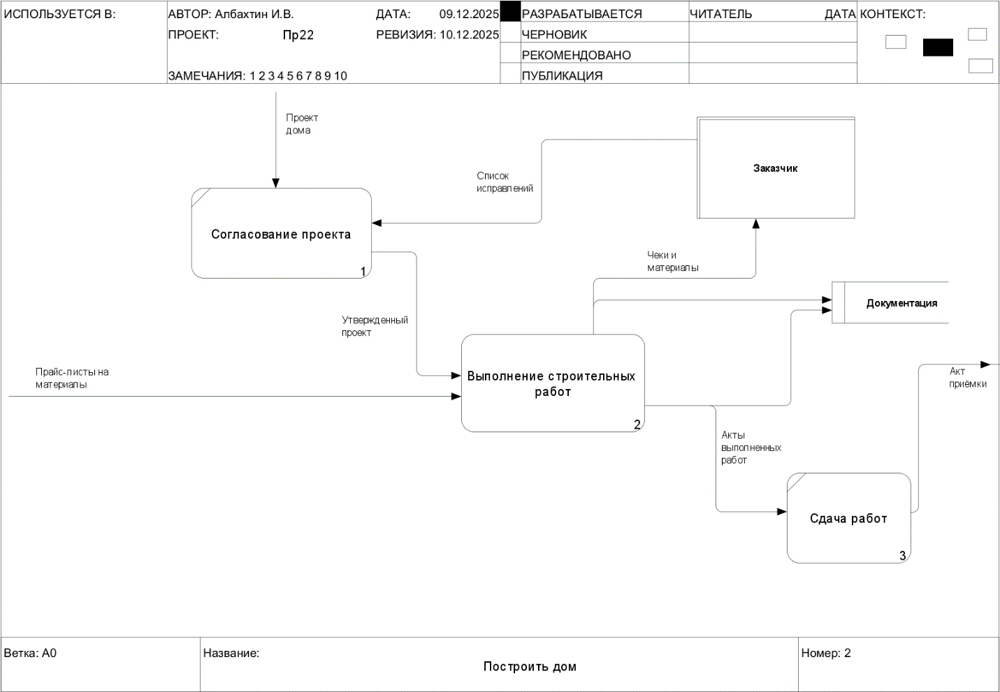 ИСПОЛЬЗУЕТСЯ В:
АВТОР: Албахтин И.В.
ДАТА: 09.12.2025
РАЗРАБАТЫВАЕТСЯ
ЧИТАТЕЛЬ
ДАТА
КОНТЕКСТ:
ПРОЕКТ: Пр22
РЕВИЗИЯ: 10.12.2025
ЧЕРНОВИК
РЕКОМЕНДОВАНО
ЗАМЕЧАНИЯ: 1 2 3 4 5 6 7 8 9 10
ПУБЛИКАЦИЯ
Проект
дома
Заказчик
Список
исправлений
Согласование проекта
1
Чеки и
материалы
Документация
Утвержденный
проект
Прайс-листы на
материалы
Выполнение строительных
работ
2
Акт
приёмки
Акты
выполненных
работ
Сдача работ
3
Ветка: A0
Название:
Построить дом
Номер: 2